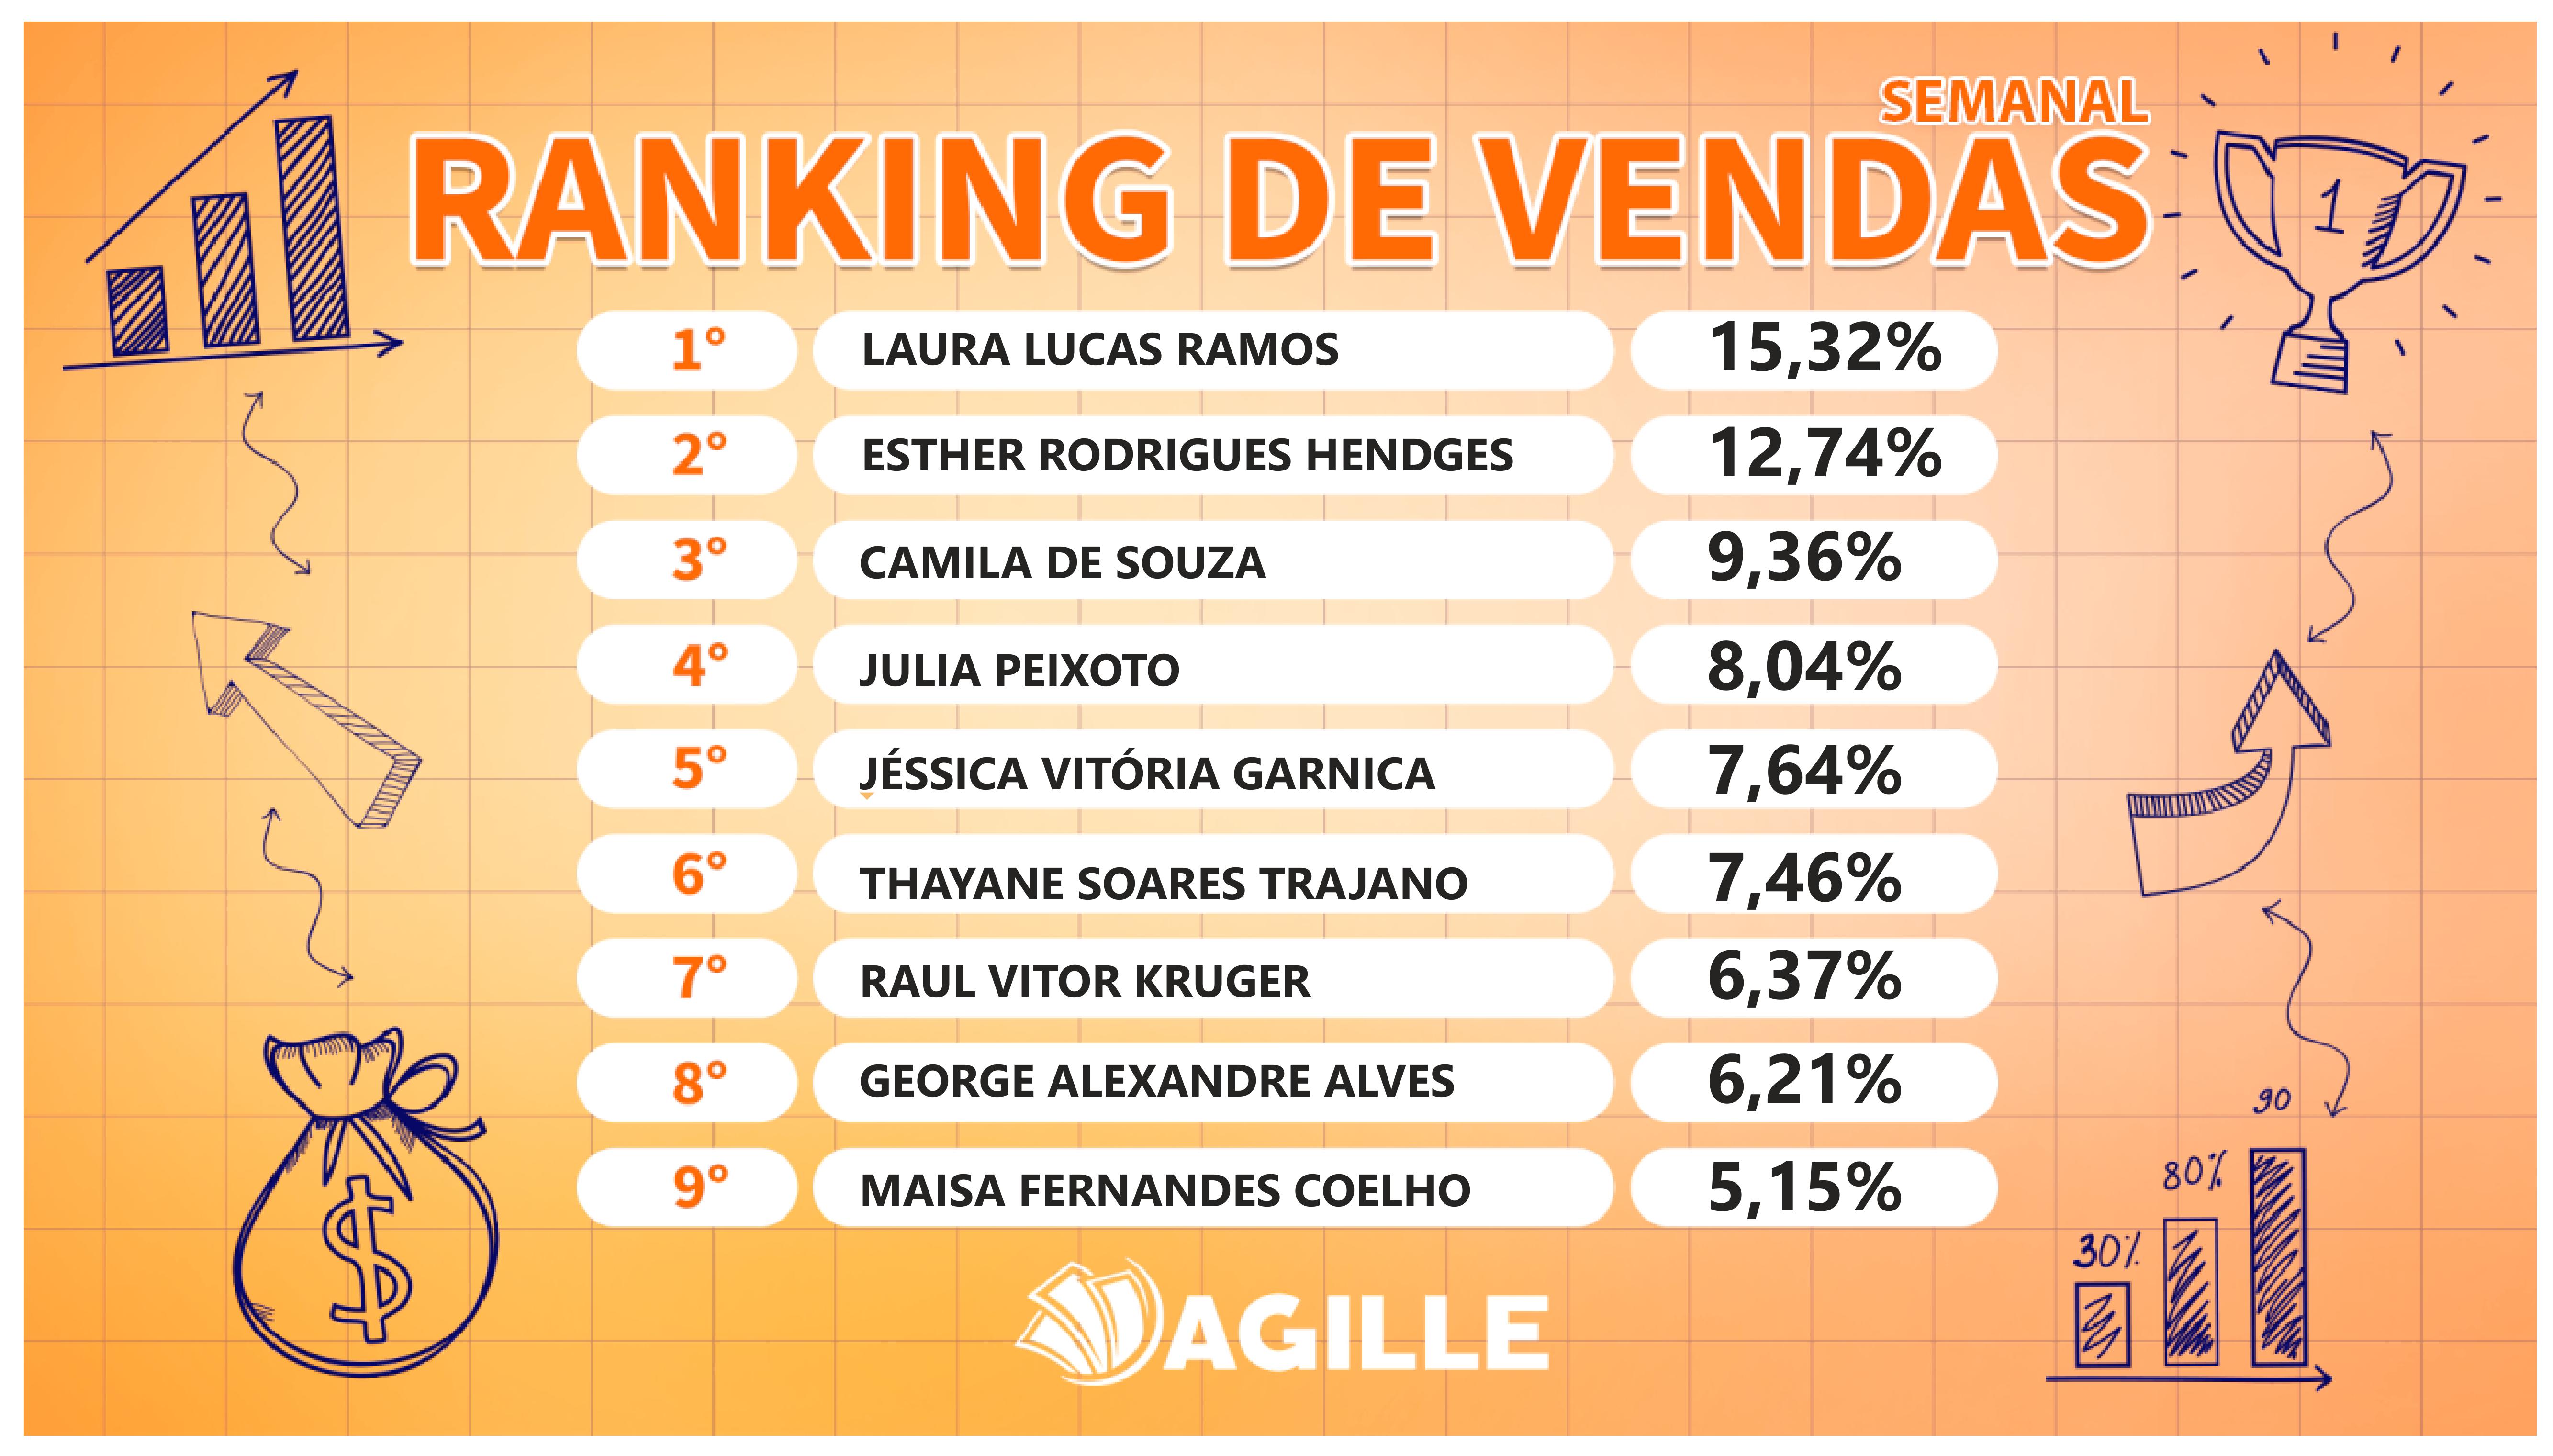 SEMANAL
RANKING DE VENDAS
1
1° LAURA LUCAS RAMOS 15,32%
2° ESTHER RODRIGUES HENDGES 12,74%
3° CAMILA DE SOUZA 9,36%
4° JULIA PEIXOTO 8,04%
5° JÉSSICA VITÓRIA GARNICA 7,64%
6° THAYANE SOARES TRAJANO 7,46%
7° RAUL VITOR KRUGER 6,37%
8° GEORGE ALEXANDRE ALVES 6,21%
9° MAISA FERNANDES COELHO 5,15%
$
30%
80%
90
AGILLE